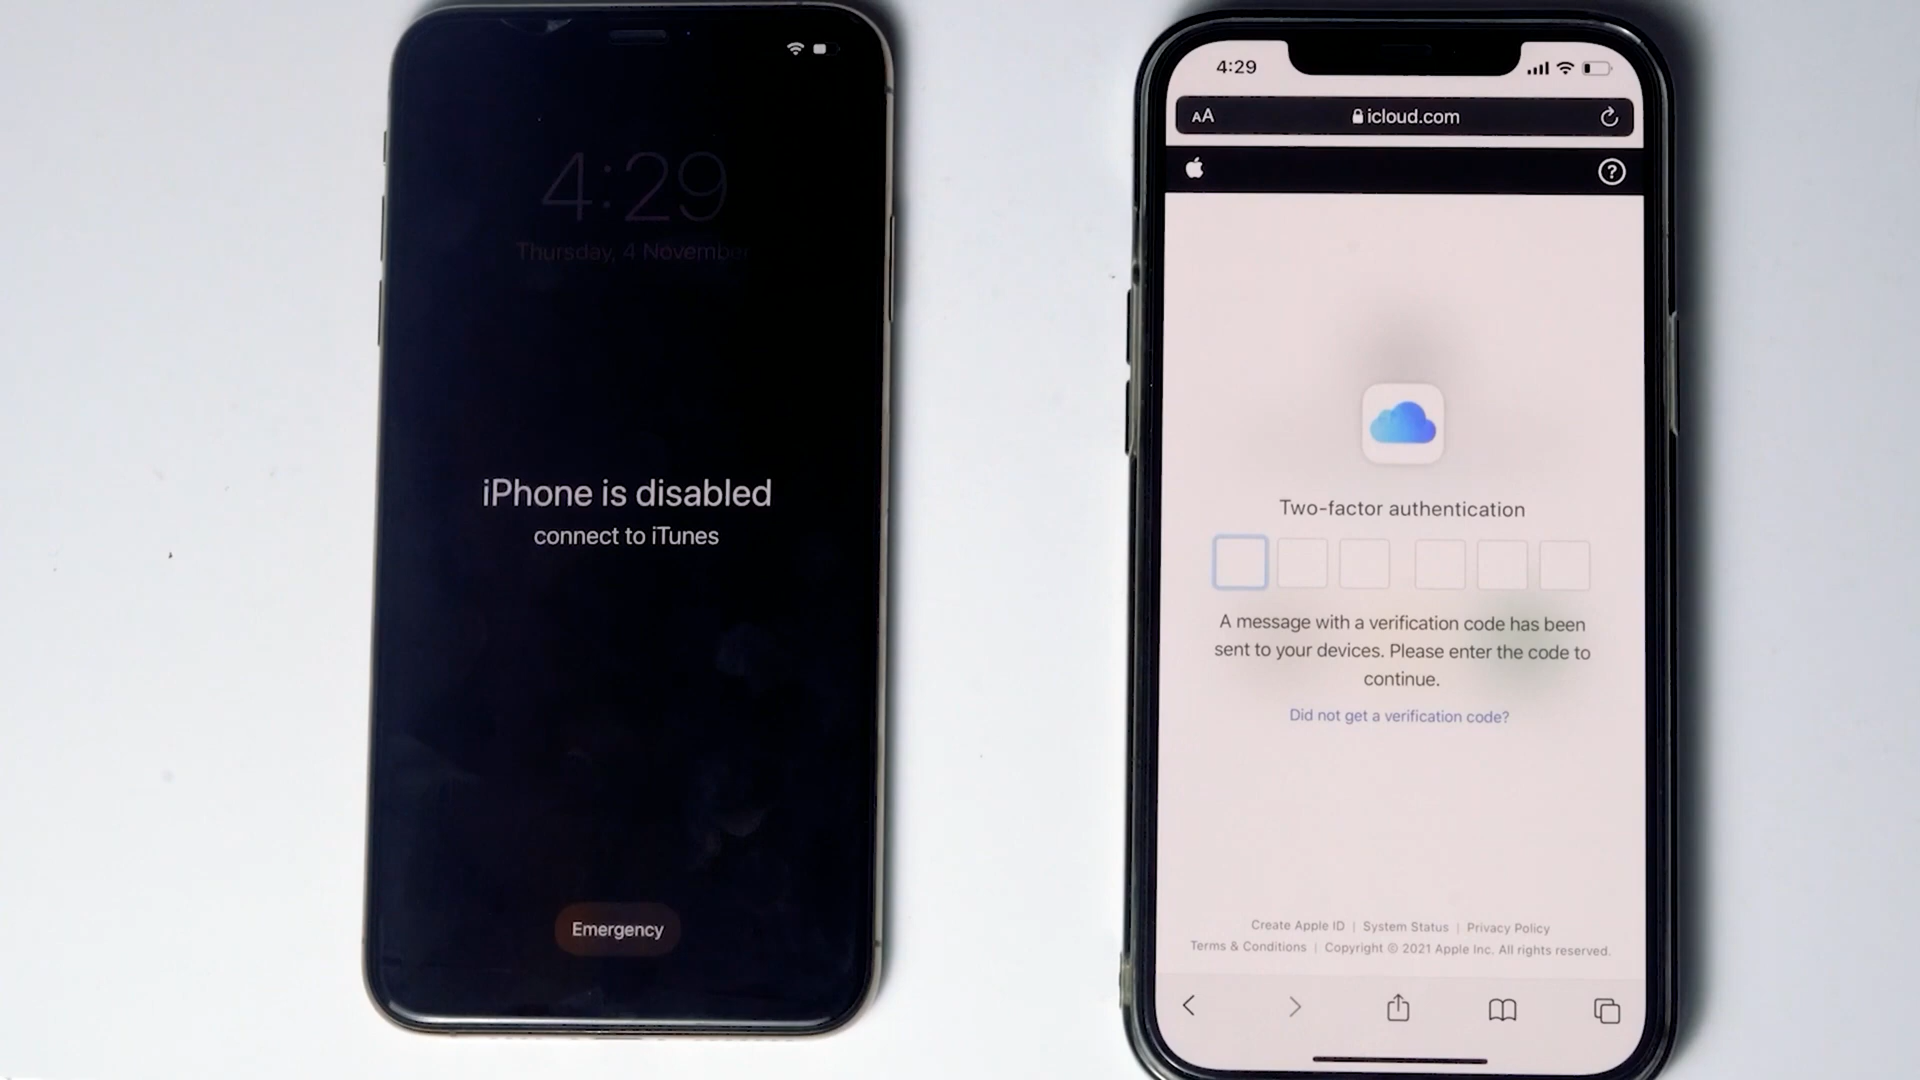 4:29
Thursday, 4 November
iPhone is disabled
connect to iTunes
Emergency
4:29
AA
icloud.com
?
Two-factor authentication
A message with a verification code has been
sent to your devices. Please enter the code to
continue.
Did not get a verification code?
Create Apple ID | System Status | Privacy Policy
Terms & Conditions | Copyright © 2021 Apple Inc. All rights reserved.